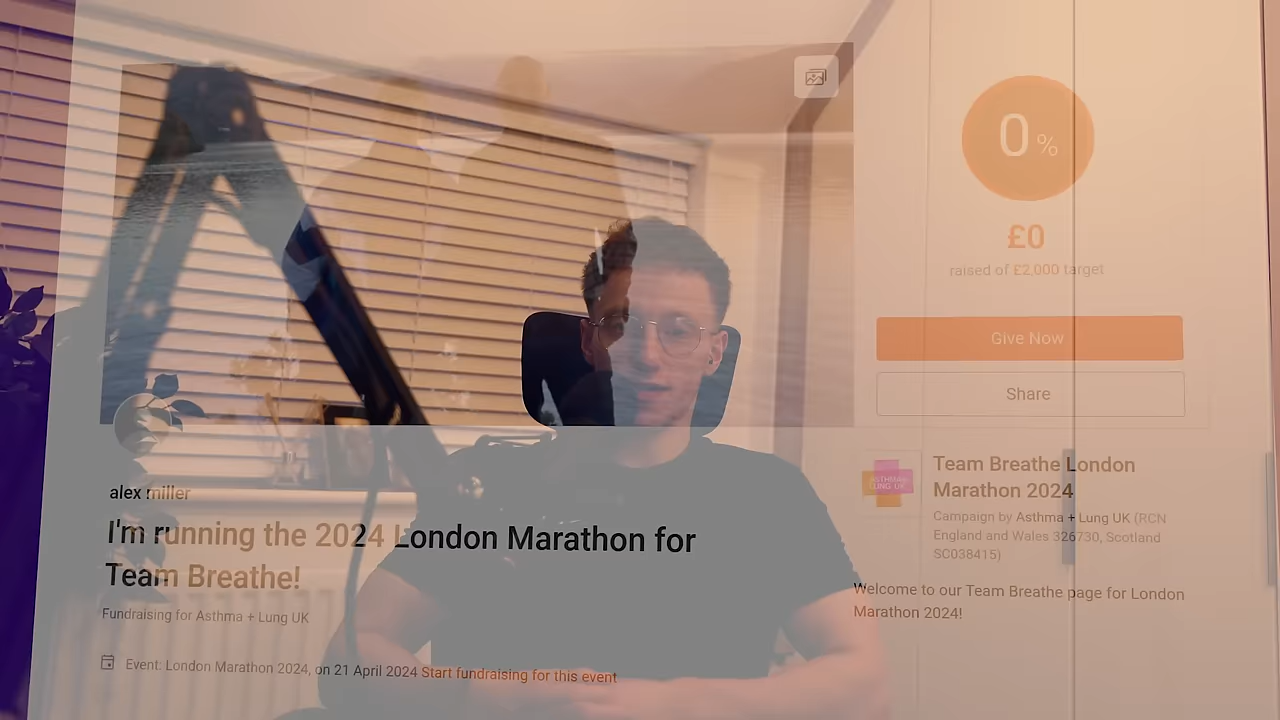 0 %
£0
raised of £2,000 target
Give Now
Share
alex miller
I'm running the 2024 London Marathon for
Team Breathe!
Fundraising for Asthma + Lung UK
Event: London Marathon 2024, on 21 April 2024 Start fundraising for this event
ASTHMA+
LUNG UK
Team Breathe London
Marathon 2024
Campaign by Asthma + Lung UK (RCN
England and Wales 326730, Scotland
SC038415)
Welcome to our Team Breathe page for London
Marathon 2024!